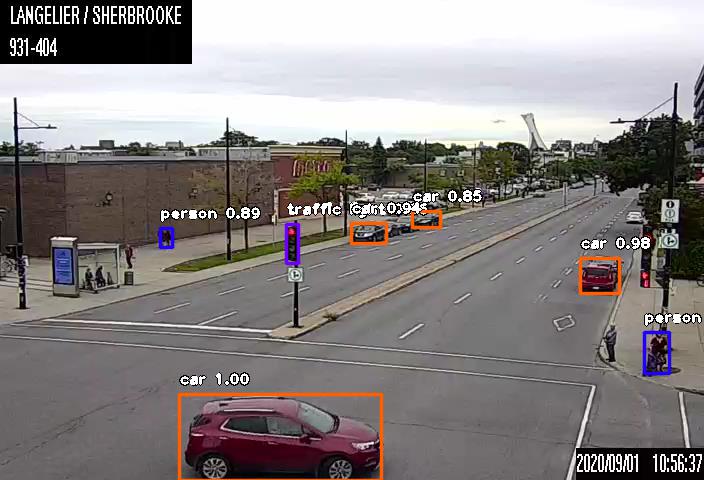 LANGELIER / SHERBROOKE
931-404
car 0.85
person 0.89
traffic
car 0.94
car 0.98
person
car 1.00
2020/09/01 10:56:37